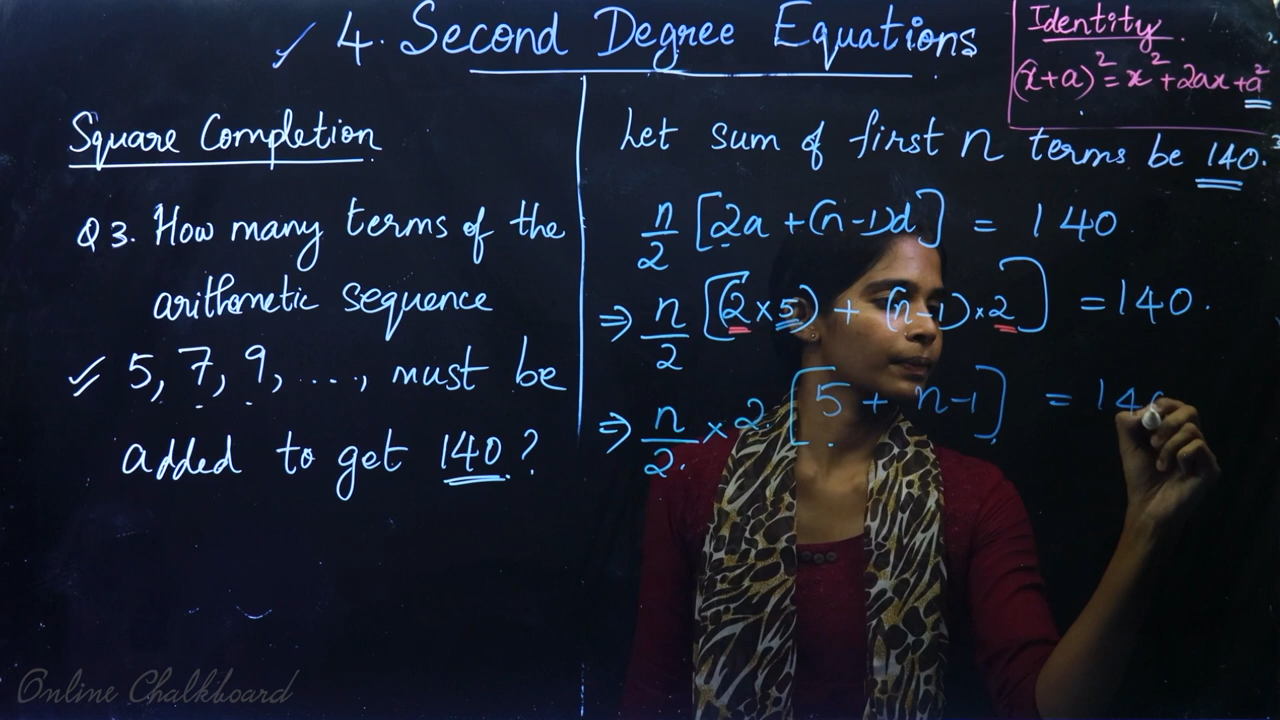 4. Second Degree Equations
Identity
(x+a)² = x² + 2ax + a²
Square Completion
Q3. How many terms of the
arithmetic sequence
5, 7, 9, ..., must be
added to get 140?
Let sum of first n terms be 140.
n/2 [2a + (n-1)d] = 140
⇒ n/2 [(2 × 5) + (n-1) × 2] = 140.
⇒ n/2 × 2 [5 + n-1] = 140
Online Chalkboard